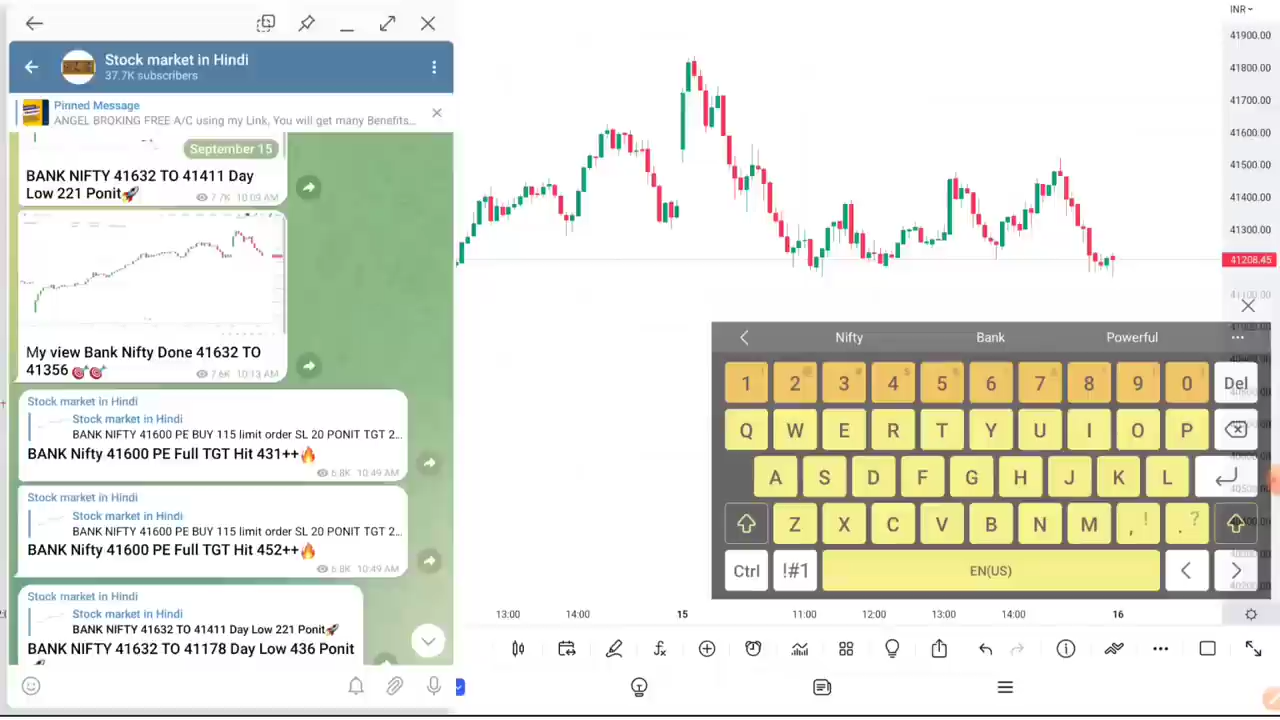 Stock market in Hindi
37.7K subscribers
Pinned Message
ANGEL BROKING FREE A/C using my Link, You will get many Benefits...
September 15
BANK NIFTY 41632 TO 41411 Day
Low 221 Ponit🚀
7.7K 10:09 AM
My view Bank Nifty Done 41632 TO
41356 🎯🎯
7.6K 10:13 AM
Stock market in Hindi
Stock market in Hindi
BANK NIFTY 41600 PE BUY 115 limit order SL 20 PONIT TGT 2...
BANK Nifty 41600 PE Full TGT Hit 431++🔥
6.8K 10:49 AM
Stock market in Hindi
Stock market in Hindi
BANK NIFTY 41600 PE BUY 115 limit order SL 20 PONIT TGT 2...
BANK Nifty 41600 PE Full TGT Hit 452++🔥
6.8K 10:49 AM
Stock market in Hindi
Stock market in Hindi
BANK NIFTY 41632 TO 41411 Day Low 221 Ponit🚀
BANK NIFTY 41632 TO 41178 Day Low 436 Ponit
INR
41900.00
41800.00
41700.00
41600.00
41500.00
41400.00
41300.00
41208.45
41100.00
Nifty Bank Powerful
1 2 3 4 5 6 7 8 9 0 Del
Q W E R T Y U I O P
A S D F G H J K L
Z X C V B N M , ! . ?
Ctrl !#1 EN(US)
13:00 14:00 15 11:00 12:00 13:00 14:00 16